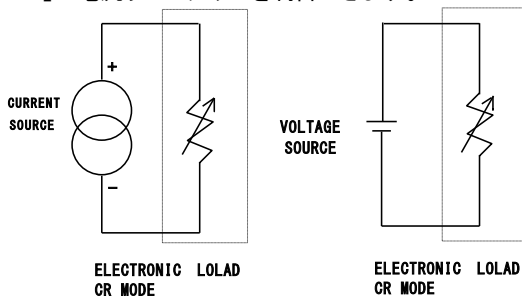 +
CURRENT
SOURCE
−
ELECTRONIC LOLAD
CR MODE
VOLTAGE
SOURCE
ELECTRONIC LOLAD
CR MODE